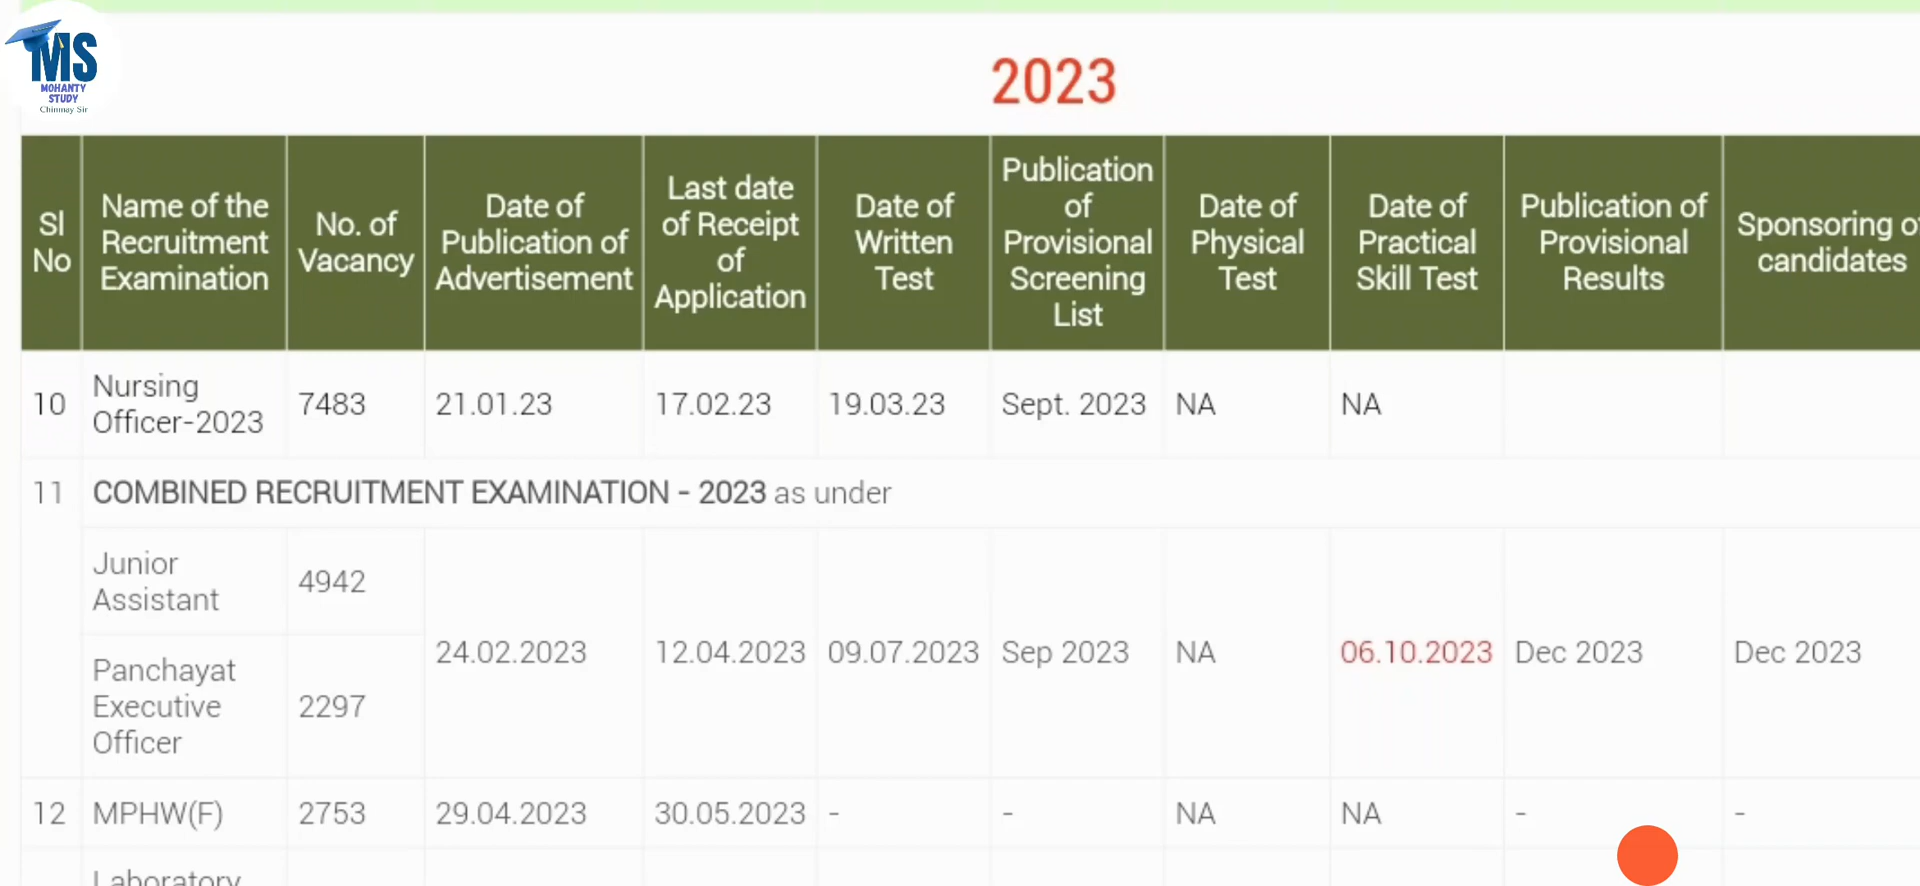 MS
MOHANTY
STUDY
Chinmay Sir
2023
Sl
No
Name of the
Recruitment
Examination
No. of
Vacancy
Date of
Publication of
Advertisement
Last date
of Receipt
of
Application
Date of
Written
Test
Publication
of
Provisional
Screening
List
Date of
Physical
Test
Date of
Practical
Skill Test
Publication of
Provisional
Results
Sponsoring of
candidates
10
Nursing
Officer-2023
7483
21.01.23
17.02.23
19.03.23
Sept. 2023
NA
NA
11
COMBINED RECRUITMENT EXAMINATION - 2023 as under
Junior
Assistant
4942
Panchayat
Executive
Officer
2297
24.02.2023
12.04.2023
09.07.2023
Sep 2023
NA
06.10.2023
Dec 2023
Dec 2023
12
MPHW(F)
2753
29.04.2023
30.05.2023
-
-
NA
NA
-
-
Laboratory